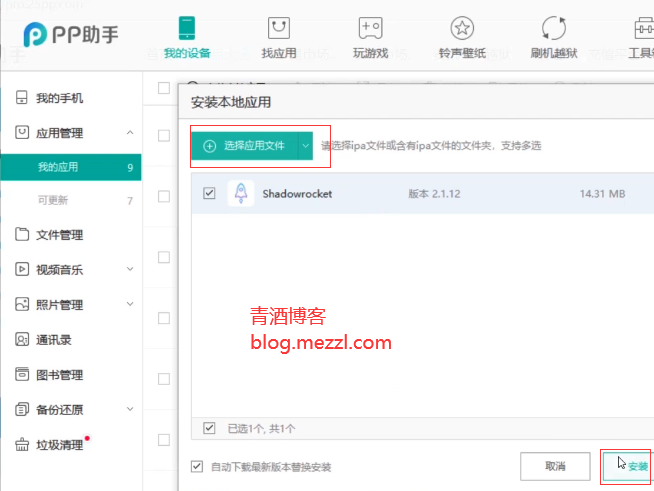 PP助手
我的设备
找应用
玩游戏
铃声壁纸
刷机越狱
我的手机
应用管理
我的应用 9
可更新 7
文件管理
视频音乐
照片管理
通讯录
图书管理
备份还原
垃圾清理
安装本地应用
选择应用文件
请选择ipa文件或含有ipa文件的文件夹，支持多选
Shadowrocket 版本 2.1.12 14.31 MB
青酒博客
blog.mezzl.com
已选1个, 共1个
自动下载最新版本替换安装
取消
安装